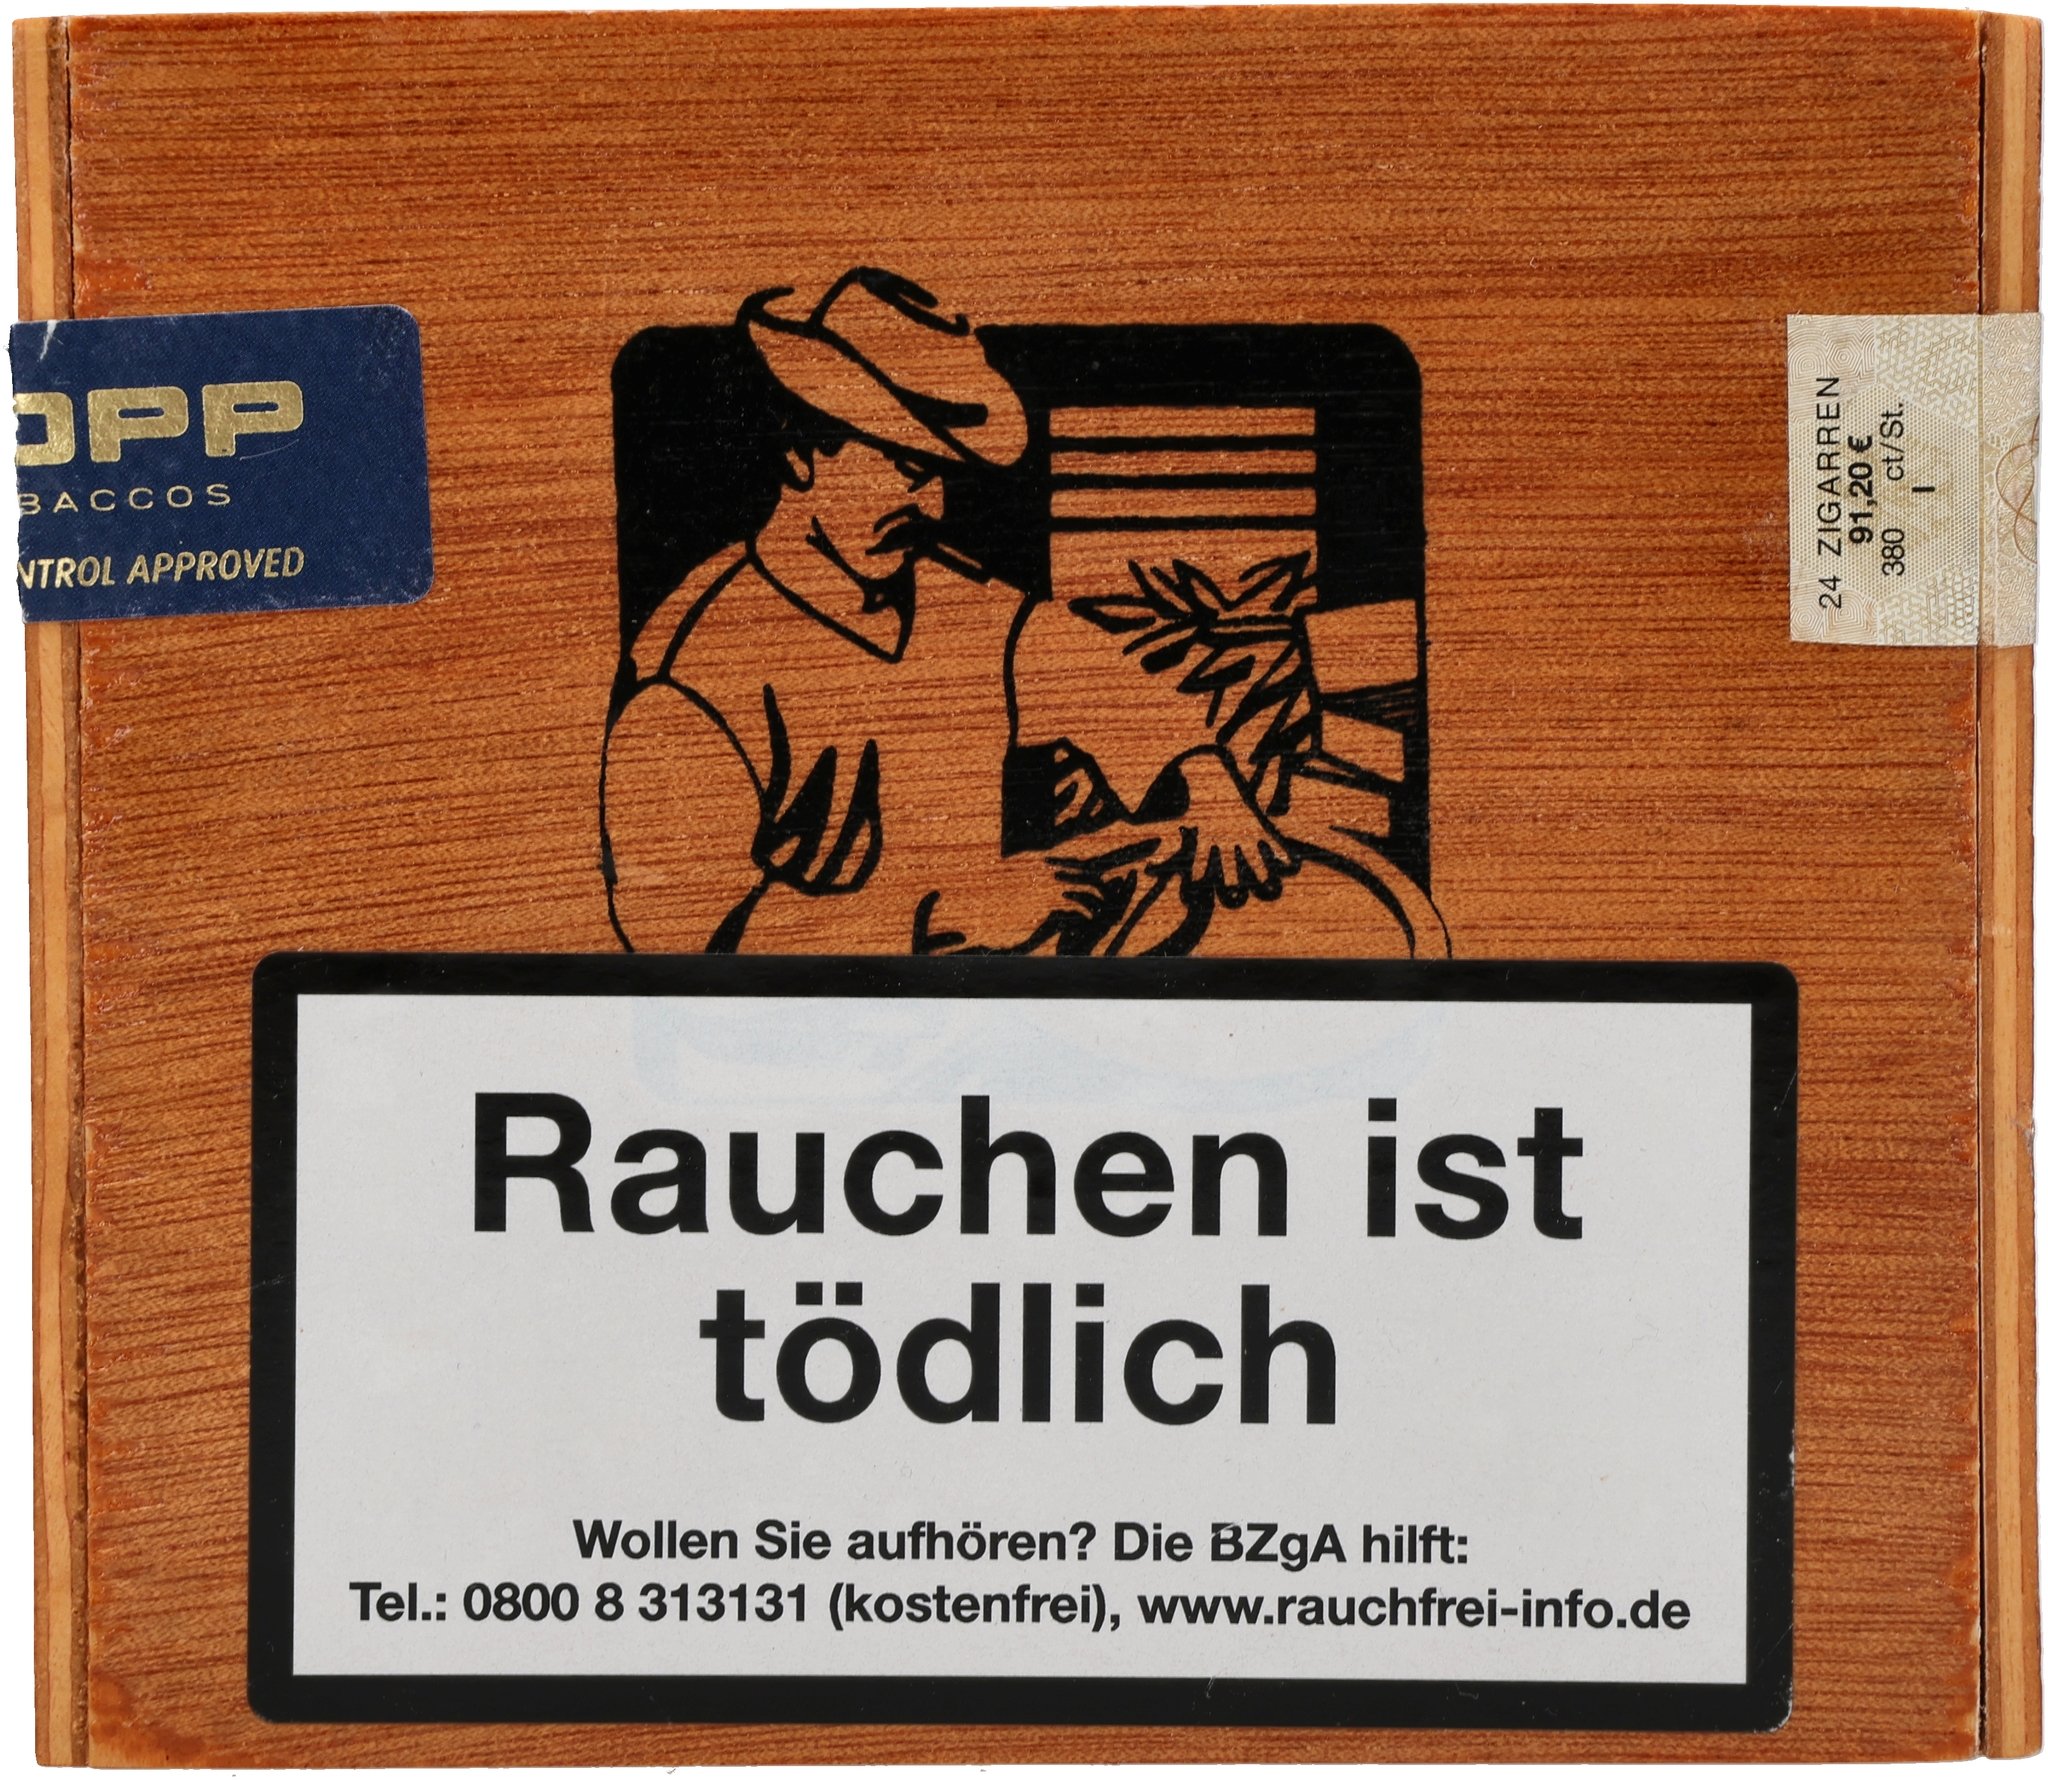 OPP
BACCOS
NTROL APPROVED
24 ZIGARREN
91,20 €
380 ct/St.
I
Rauchen ist
tödlich
Wollen Sie aufhören? Die BZgA hilft:
Tel.: 0800 8 313131 (kostenfrei), www.rauchfrei-info.de